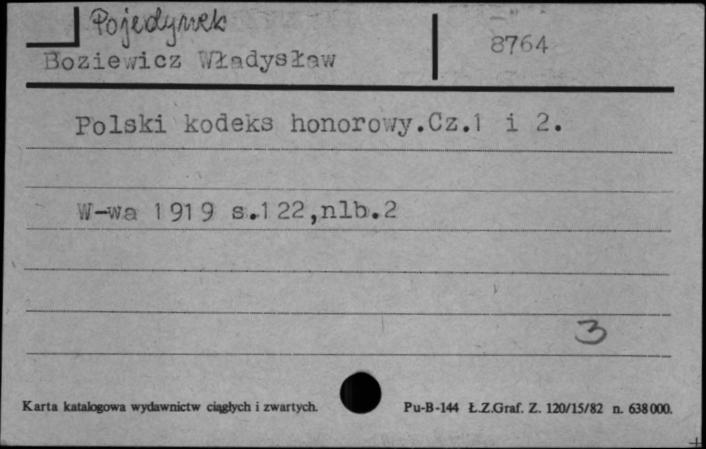 Pojedynek
Boziewicz Władysław
8764
Polski kodeks honorowy.Cz.1 i 2.
W-wa 1919 s.122,nlb.2
3
Karta katalogowa wydawnictw ciągłych i zwartych.
Pu-B-144 Ł.Z.Graf. Z. 120/15/82 n. 638000.